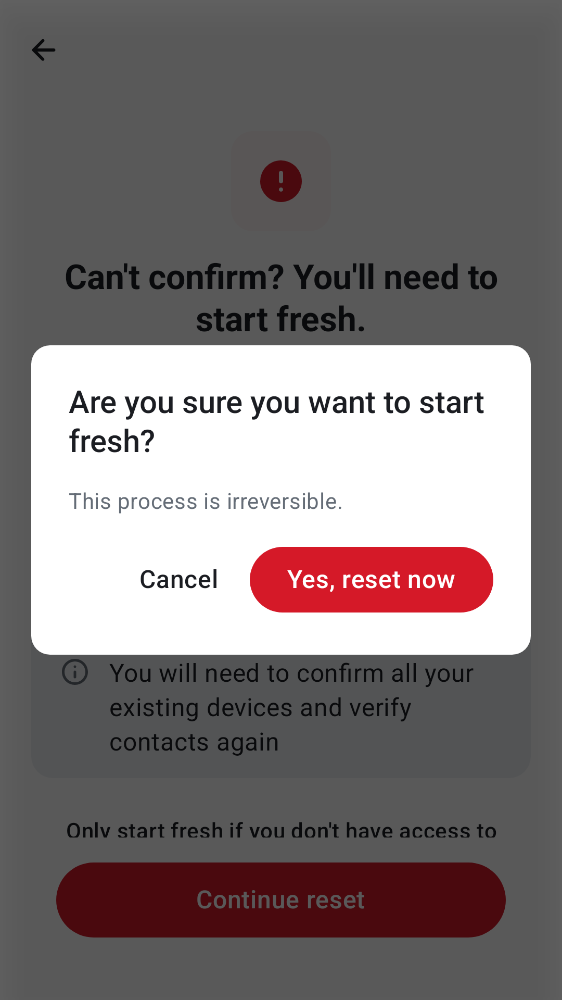 Can't confirm? You'll need to
start fresh.
Are you sure you want to start
fresh?
This process is irreversible.
Cancel
Yes, reset now
You will need to confirm all your
existing devices and verify
contacts again
Only start fresh if you don't have access to
Continue reset